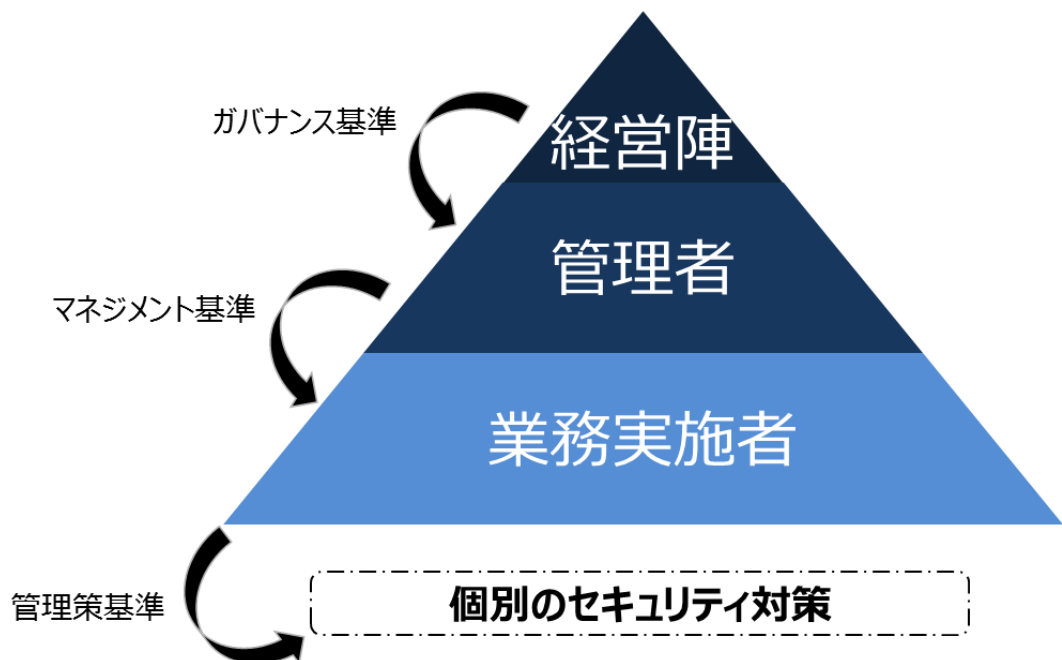 ガバナンス基準
経営陣
管理者
マネジメント基準
業務実施者
管理策基準
個別のセキュリティ対策